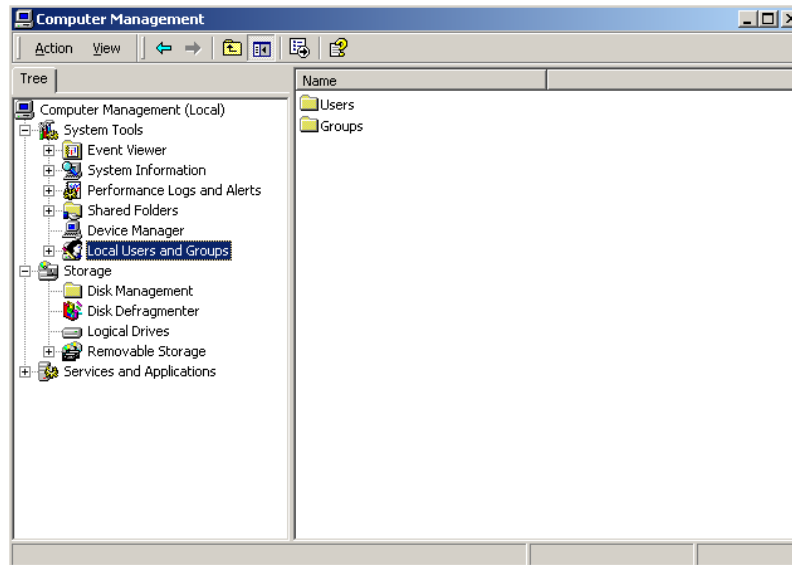 Computer Management
Action View
Tree
Name
Computer Management (Local)
Users
System Tools
Groups
Event Viewer
System Information
Performance Logs and Alerts
Shared Folders
Device Manager
Local Users and Groups
Storage
Disk Management
Disk Defragmenter
Logical Drives
Removable Storage
Services and Applications